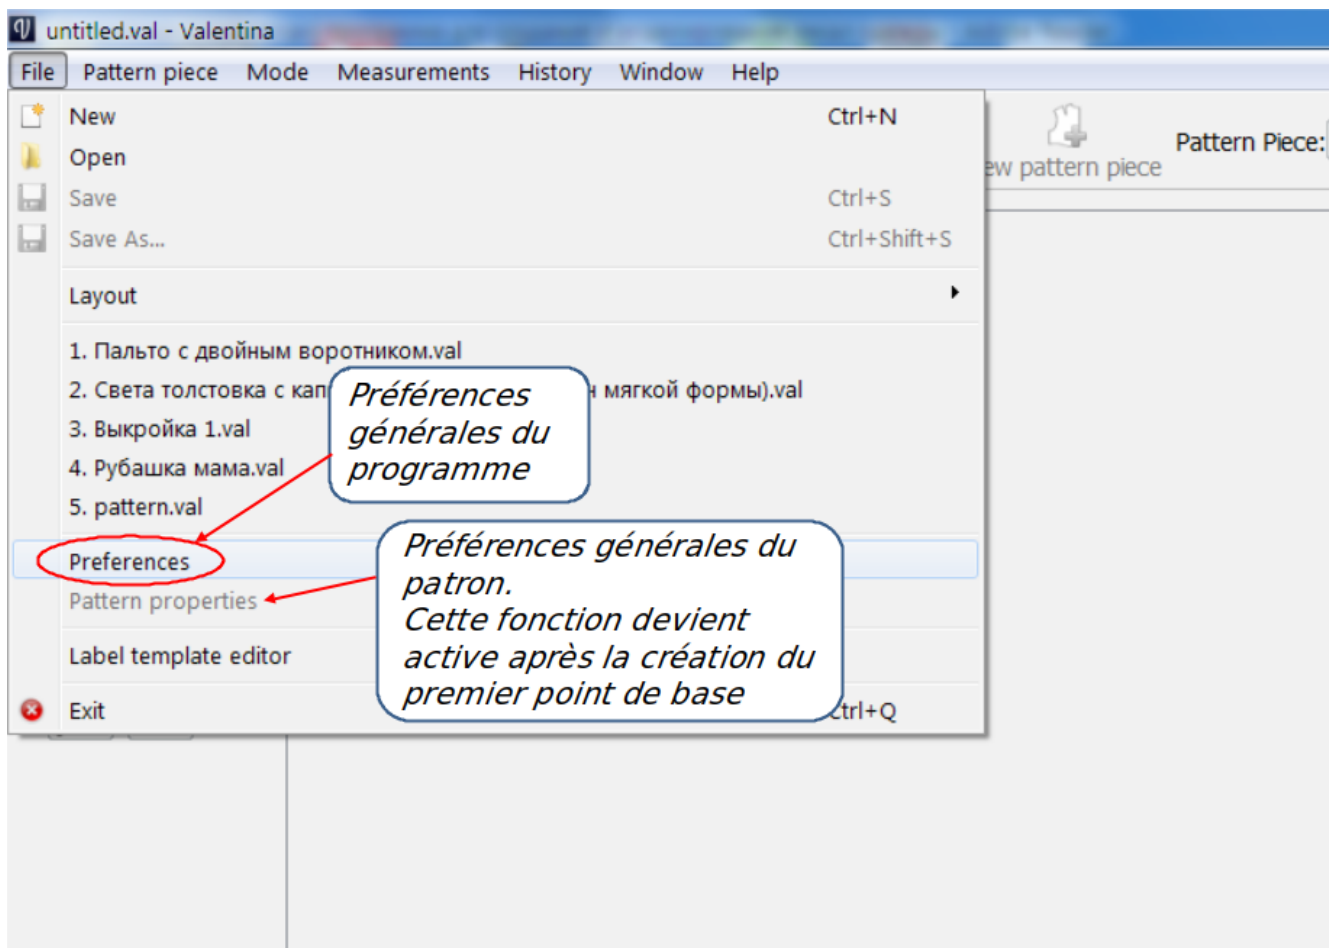 untitled.val - Valentina
File Pattern piece Mode Measurements History Window Help
New Ctrl+N
Open
Save Ctrl+S
Save As... Ctrl+Shift+S
Layout
1. Пальто с двойным воротником.val
2. Света толстовка с мягкой формы).val
3. Выкройка 1.val
4. Рубашка мама.val
5. pattern.val
Preferences
Pattern properties
Label template editor
Exit Ctrl+Q
pattern piece
Pattern Piece:
Préférences
générales du
programme
Préférences générales du
patron.
Cette fonction devient
active après la création du
premier point de base